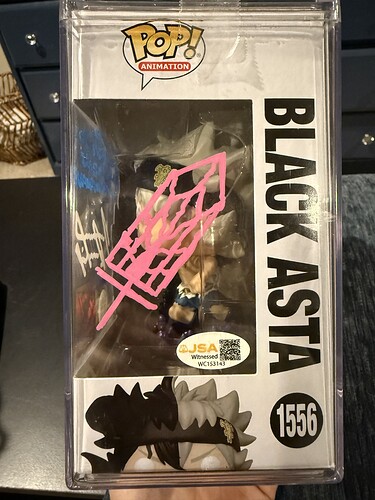 POP!
ANIMATION
BLACK ASTA
JSA
Witnessed
WC153143
1556